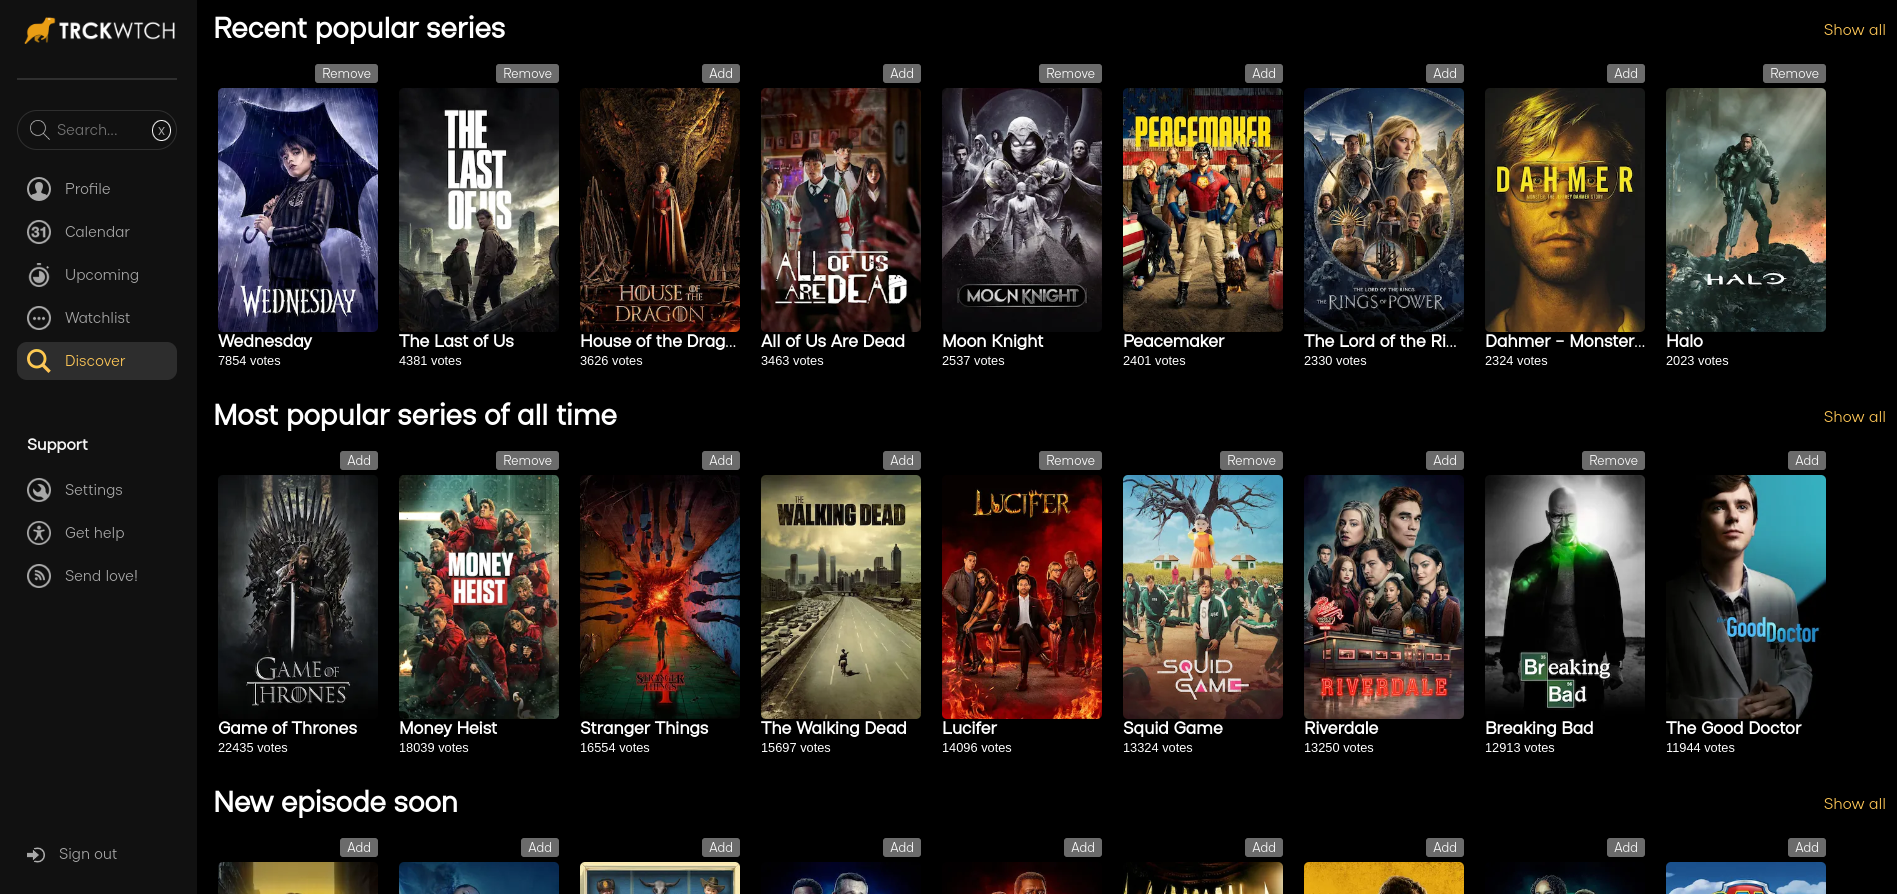 TRCKWTCH
Search...
X
Profile
31
Calendar
Upcoming
Watchlist
Discover
Support
Settings
Get help
Send love!
Sign out
Recent popular series
Show all
Remove Remove Add Add Remove Add Add Add Remove
WEDNESDAY
THE
LAST
OF US
HOUSE OF THE
DRAGON
ALL OF US
ARE DEAD
MOON KNIGHT
PEACEMAKER
THE LORD OF THE RINGS
THE RINGS OF POWER
DAHMER
MONSTER: THE JEFFREY DAHMER STORY
HALO
Wednesday The Last of Us House of the Drag... All of Us Are Dead Moon Knight Peacemaker The Lord of the Ri... Dahmer – Monster... Halo
7854 votes 4381 votes 3626 votes 3463 votes 2537 votes 2401 votes 2330 votes 2324 votes 2023 votes
Most popular series of all time
Show all
Add Remove Add Add Remove Remove Add Remove Add
GAME OF
THRONES
MONEY
HEIST
STRANGER
THINGS
4
THE
WALKING DEAD
LUCIFER
SQUID
GAME
RIVERDALE
Breaking
Bad
THE
GOOD DOCTOR
Game of Thrones Money Heist Stranger Things The Walking Dead Lucifer Squid Game Riverdale Breaking Bad The Good Doctor
22435 votes 18039 votes 16554 votes 15697 votes 14096 votes 13324 votes 13250 votes 12913 votes 11944 votes
New episode soon
Show all
Add Add Add Add Add Add Add Add Add